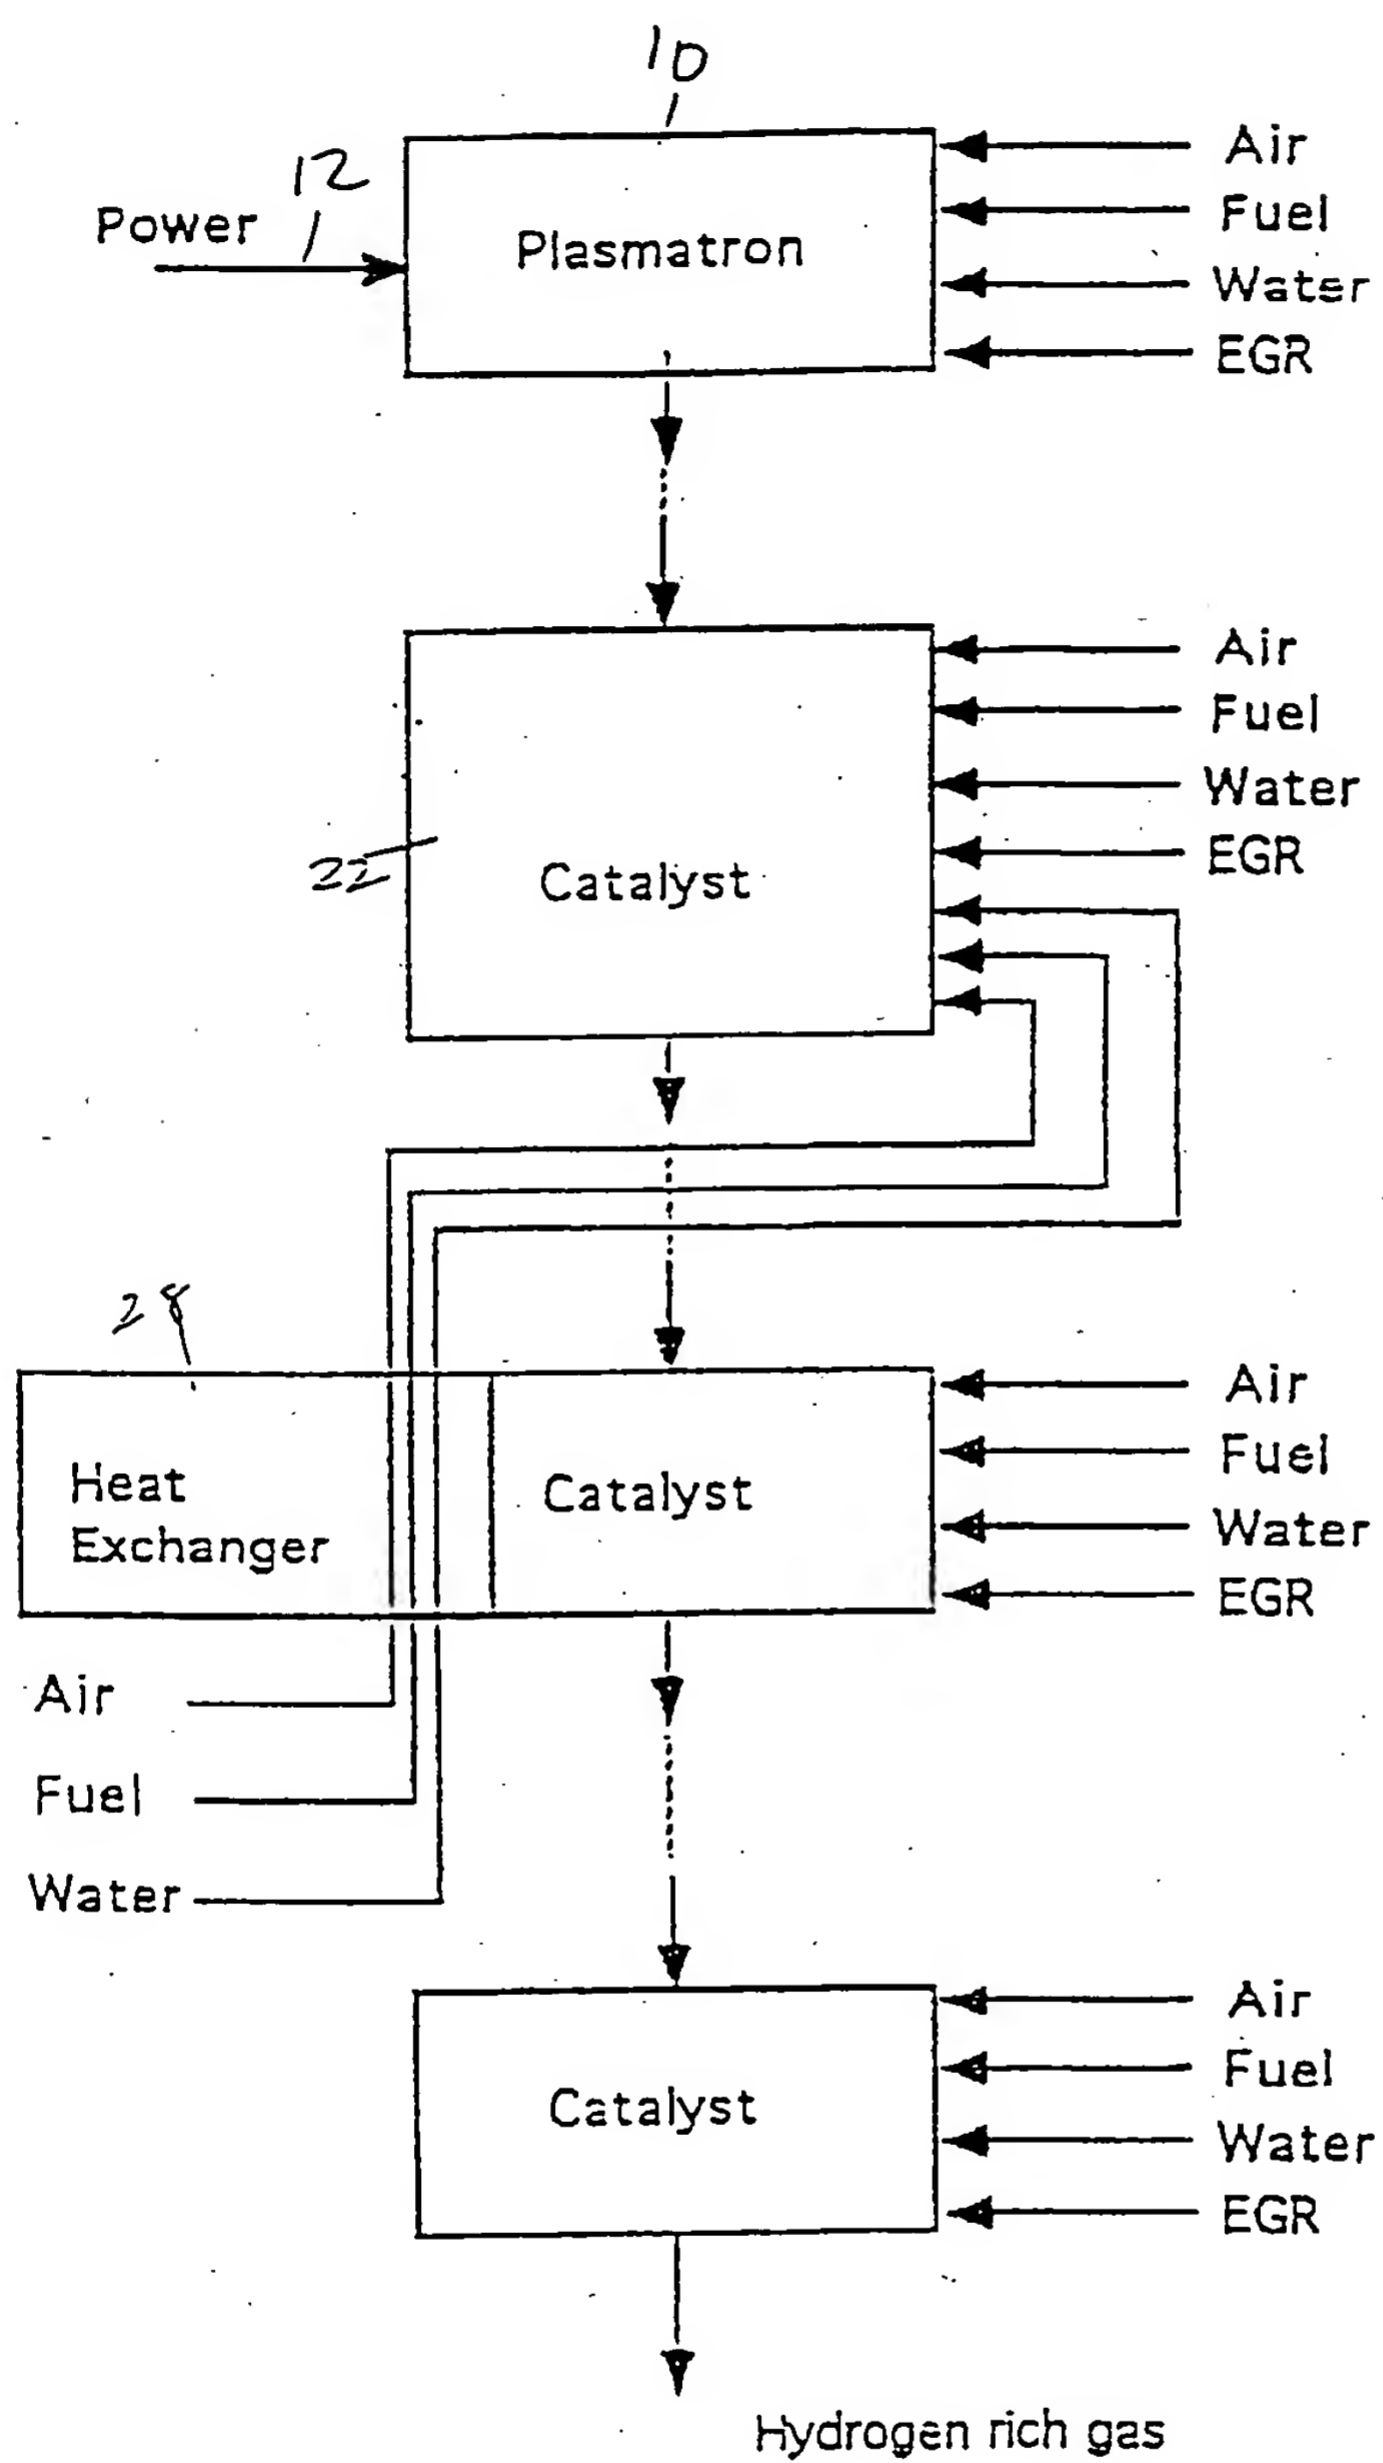 10
12
Power
Plasmatron
Air
Fuel
Water
EGR
22
Catalyst
Air
Fuel
Water
EGR
28
Heat
Exchanger
Catalyst
Air
Fuel
Water
EGR
Air
Fuel
Water
Catalyst
Air
Fuel
Water
EGR
Hydrogen rich gas